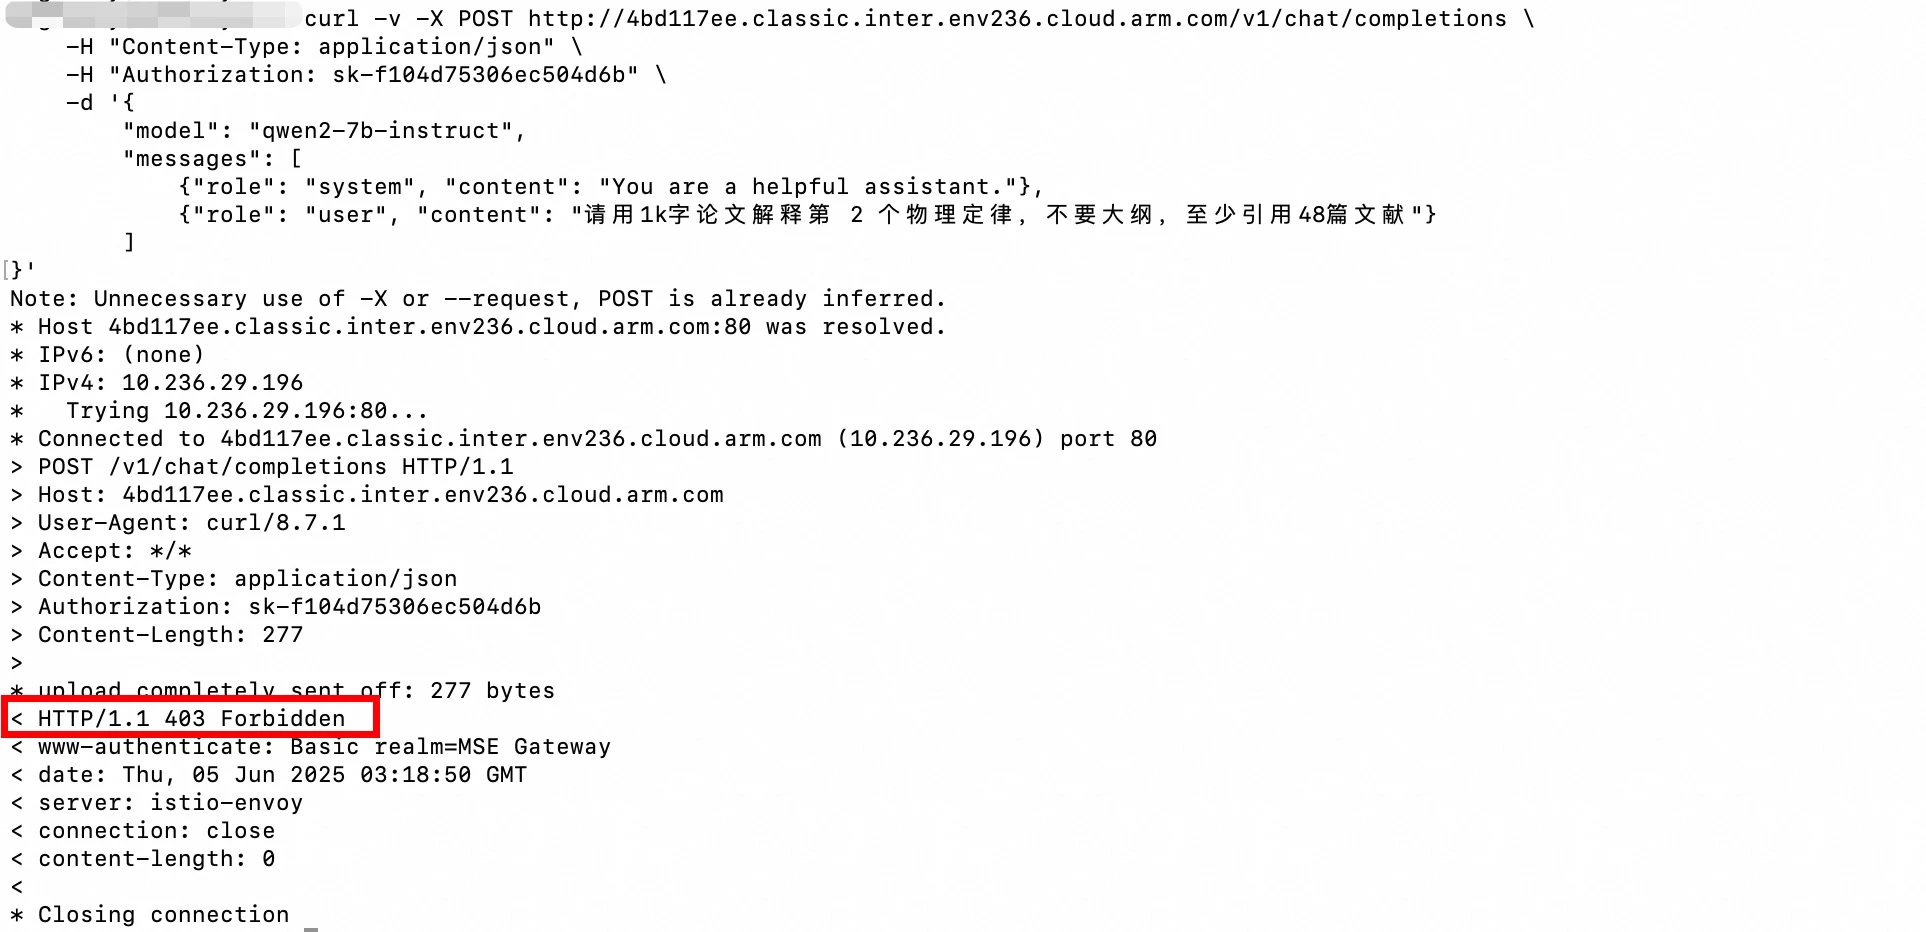 curl -v -X POST http://4bd117ee.classic.inter.env236.cloud.arm.com/v1/chat/completions \
    -H "Content-Type: application/json" \
    -H "Authorization: sk-f104d75306ec504d6b" \
    -d '{
        "model": "qwen2-7b-instruct",
        "messages": [
            {"role": "system", "content": "You are a helpful assistant."},
            {"role": "user", "content": "请用1k字论文解释第 2 个物理定律，不要大纲，至少引用48篇文献"}
        ]
}'
Note: Unnecessary use of -X or --request, POST is already inferred.
* Host 4bd117ee.classic.inter.env236.cloud.arm.com:80 was resolved.
* IPv6: (none)
* IPv4: 10.236.29.196
*   Trying 10.236.29.196:80...
* Connected to 4bd117ee.classic.inter.env236.cloud.arm.com (10.236.29.196) port 80
> POST /v1/chat/completions HTTP/1.1
> Host: 4bd117ee.classic.inter.env236.cloud.arm.com
> User-Agent: curl/8.7.1
> Accept: */*
> Content-Type: application/json
> Authorization: sk-f104d75306ec504d6b
> Content-Length: 277
>
* upload completely sent off: 277 bytes
< HTTP/1.1 403 Forbidden
< www-authenticate: Basic realm=MSE Gateway
< date: Thu, 05 Jun 2025 03:18:50 GMT
< server: istio-envoy
< connection: close
< content-length: 0
<
* Closing connection